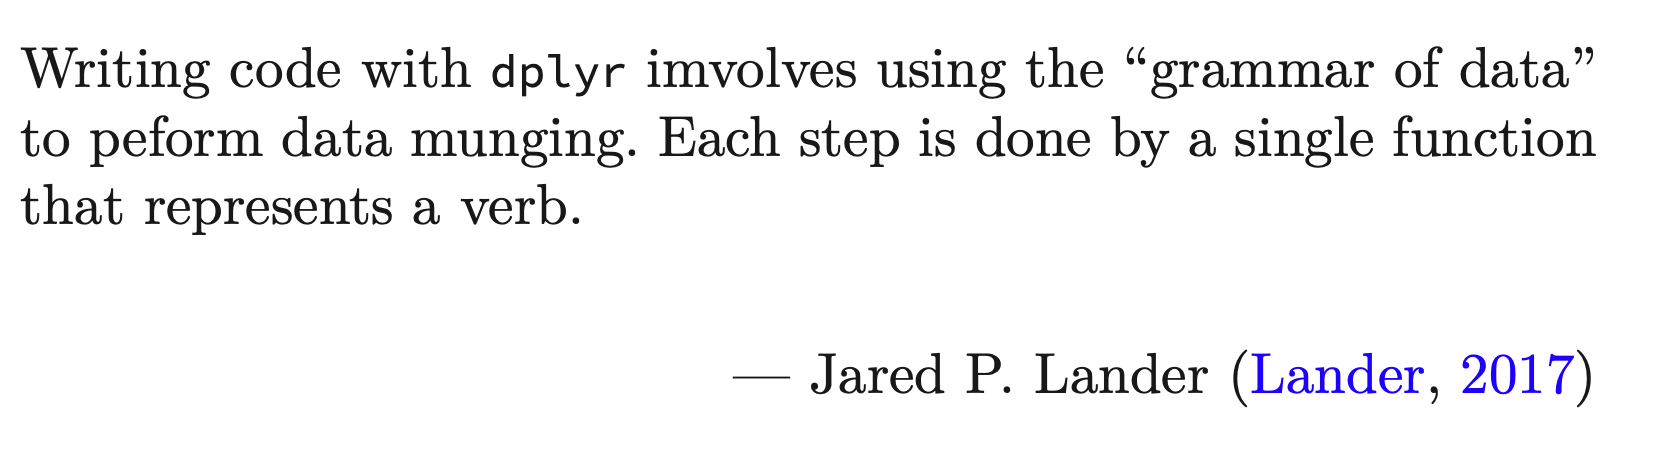 Writing code with dplyr imvolves using the “grammar of data”
to peform data munging. Each step is done by a single function
that represents a verb.
— Jared P. Lander (Lander, 2017)